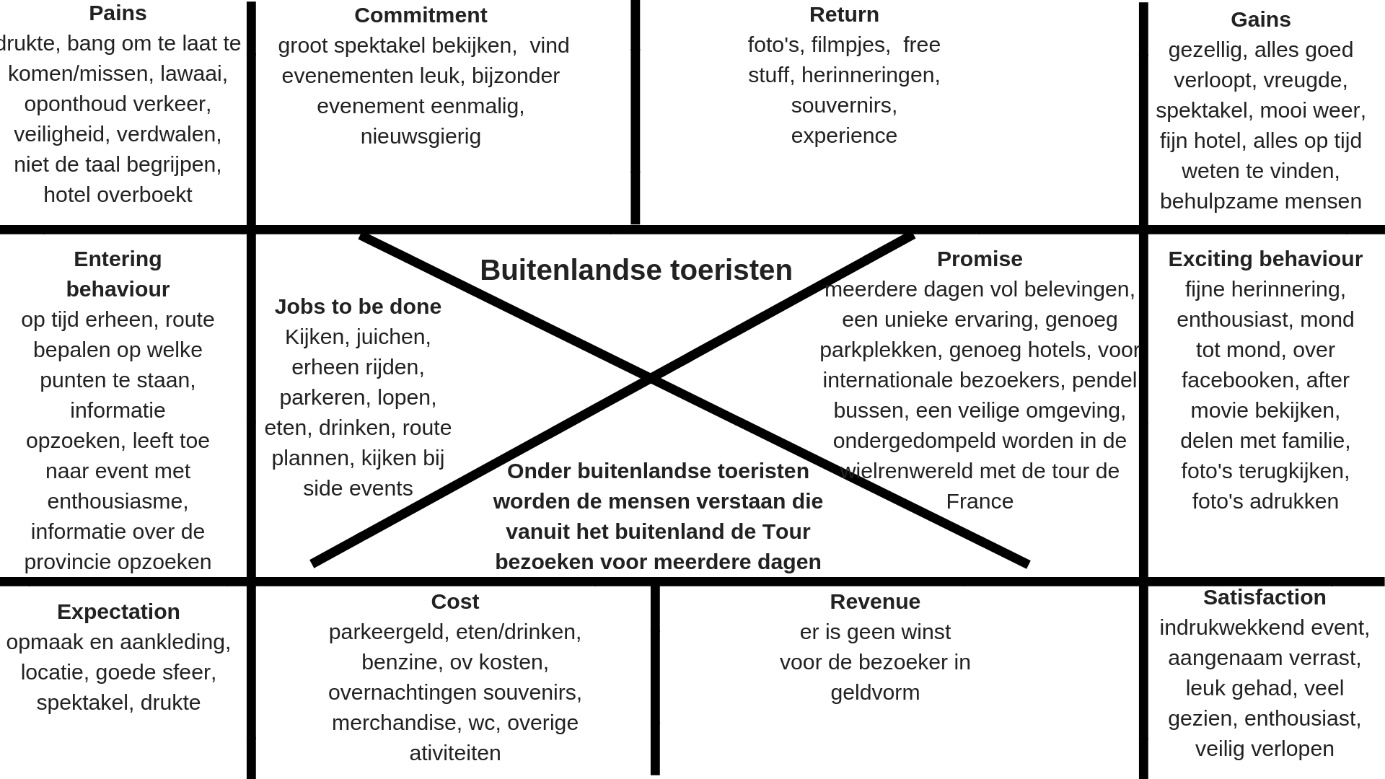 Pains
drukte, bang om te laat te
komen/missen, lawaai,
oponthoud verkeer,
veiligheid, verdwalen,
niet de taal begrijpen,
hotel overboekt
Commitment
groot spektakel bekijken,  vind
evenementen leuk, bijzonder
evenement eenmalig,
nieuwsgierig
Return
foto's, filmpjes,  free
stuff, herinneringen,
souvernirs,
experience
Gains
gezellig, alles goed
verloopt, vreugde,
spektakel, mooi weer,
fijn hotel, alles op tijd
weten te vinden,
behulpzame mensen
Entering
behaviour
op tijd erheen, route
bepalen op welke
punten te staan,
informatie
opzoeken, leeft toe
naar event met
enthousiasme,
informatie over de
provincie opzoeken
Jobs to be done
Kijken, juichen,
erheen rijden,
parkeren, lopen,
eten, drinken, route
plannen, kijken bij
side events
Buitenlandse toeristen
Onder buitenlandse toeristen
worden de mensen verstaan die
vanuit het buitenland de Tour
bezoeken voor meerdere dagen
Promise
meerdere dagen vol belevingen,
een unieke ervaring, genoeg
parkplekken, genoeg hotels, voor
internationale bezoekers, pendel
bussen, een veilige omgeving,
ondergedompeld worden in de
wielrenwereld met de tour de
France
Exciting behaviour
fijne herinnering,
enthousiast, mond
tot mond, over
facebooken, after
movie bekijken,
delen met familie,
foto's terugkijken,
foto's adrukken
Expectation
opmaak en aankleding,
locatie, goede sfeer,
spektakel, drukte
Cost
parkeergeld, eten/drinken,
benzine, ov kosten,
overnachtingen souvenirs,
merchandise, wc, overige
ativiteiten
Revenue
er is geen winst
voor de bezoeker in
geldvorm
Satisfaction
indrukwekkend event,
aangenaam verrast,
leuk gehad, veel
gezien, enthousiast,
veilig verlopen